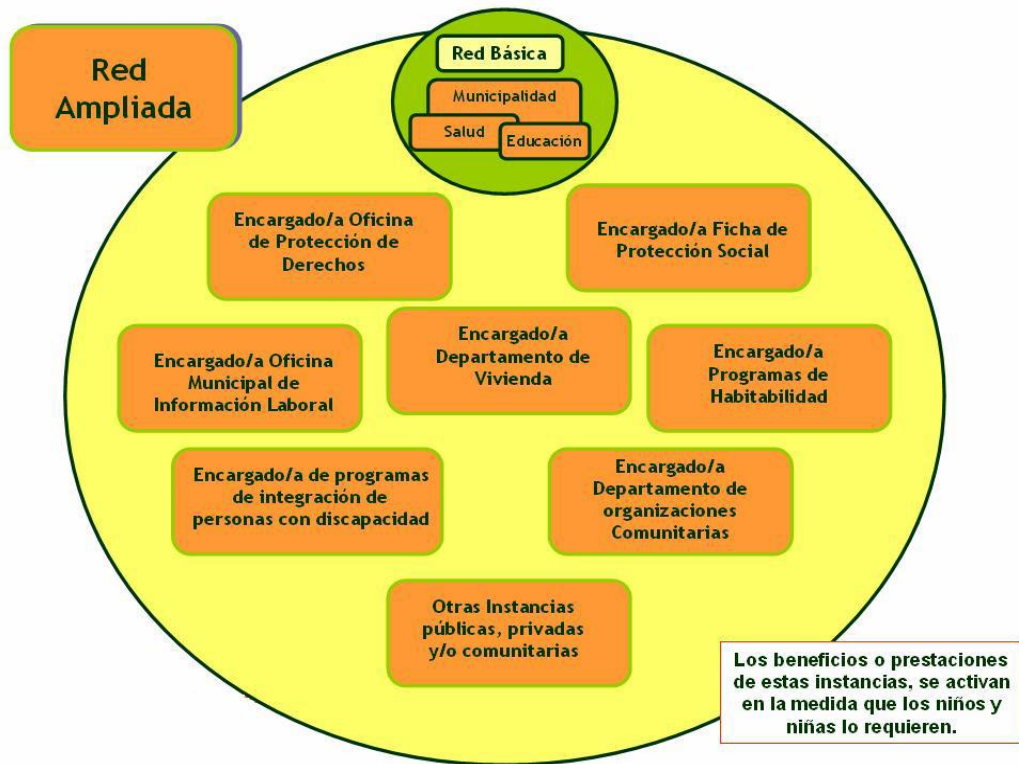 Red
Ampliada
Red Básica
Municipalidad
Salud
Educación
Encargado/a Oficina
de Protección de
Derechos
Encargado/a Ficha de
Protección Social
Encargado/a Oficina
Municipal de
Información Laboral
Encargado/a
Departamento de
Vivienda
Encargado/a
Programas de
Habitabilidad
Encargado/a de programas
de integración de
personas con discapacidad
Encargado/a
Departamento de
organizaciones
Comunitarias
Otras Instancias
públicas, privadas
y/o comunitarias
Los beneficios o prestaciones
de estas instancias, se activan
en la medida que los niños y
niñas lo requieren.